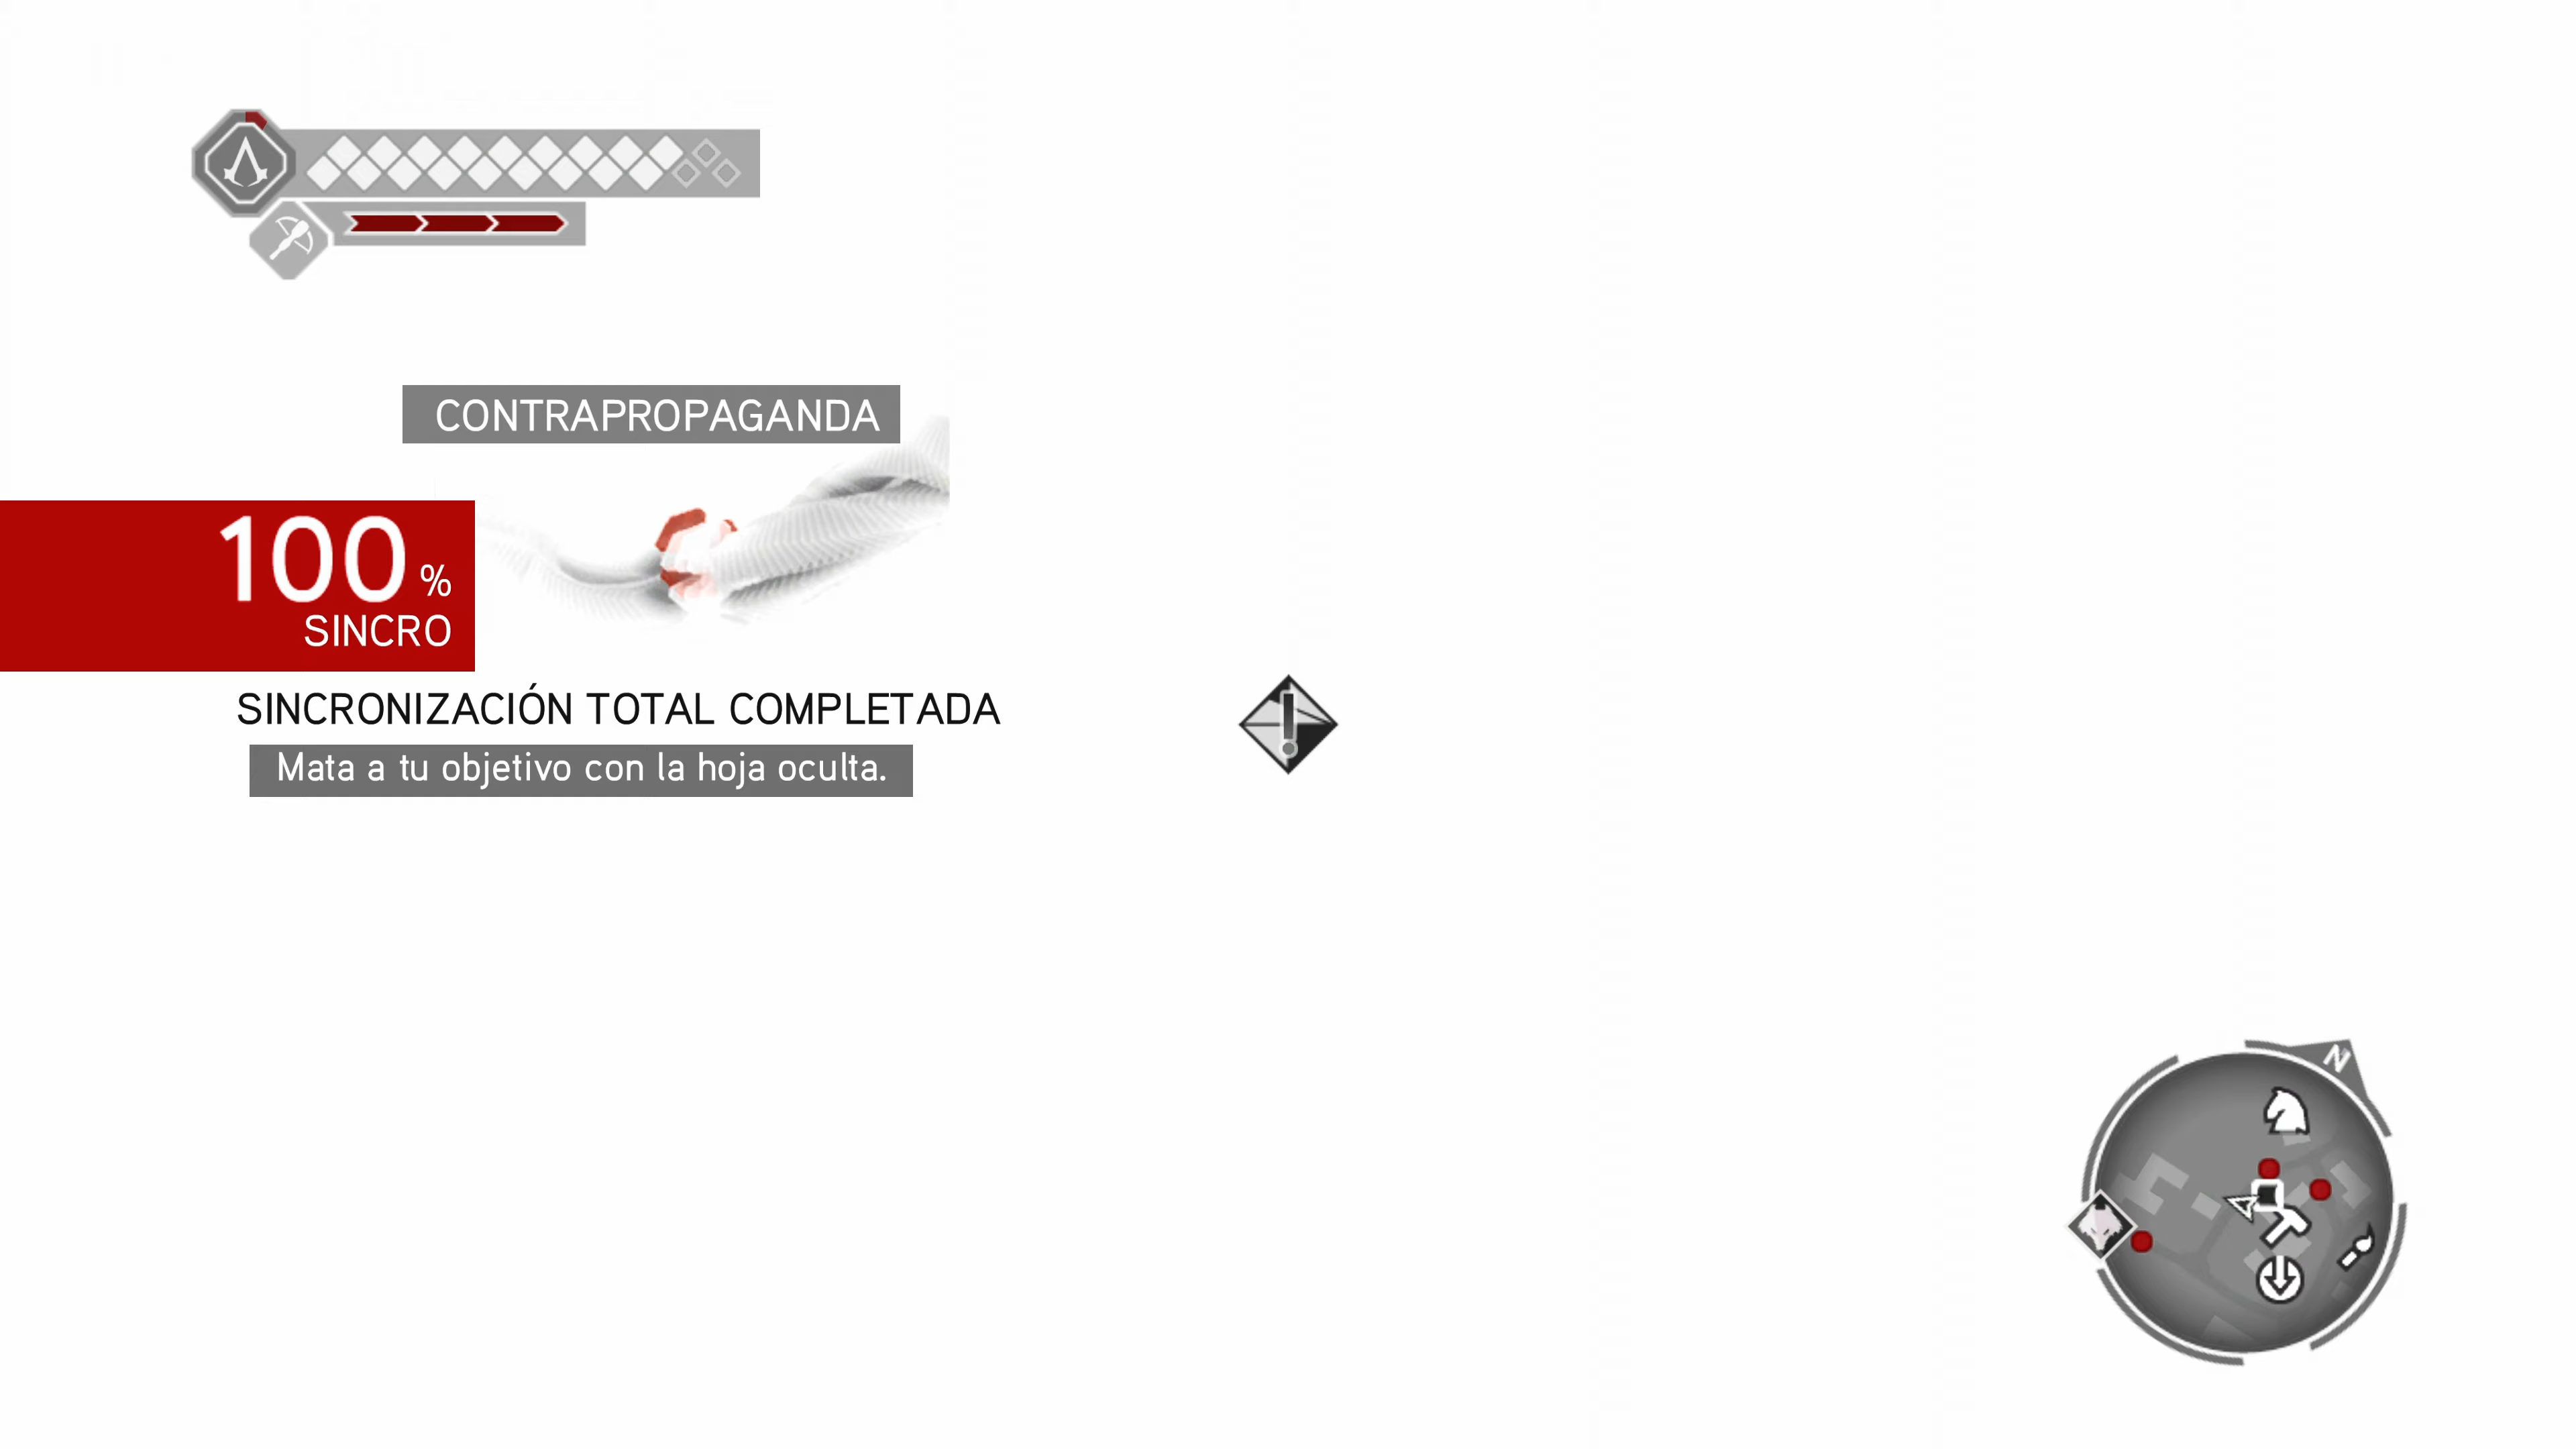 CONTRAPROPAGANDA
100 %
SINCRO
SINCRONIZACIÓN TOTAL COMPLETADA
Mata a tu objetivo con la hoja oculta.
N